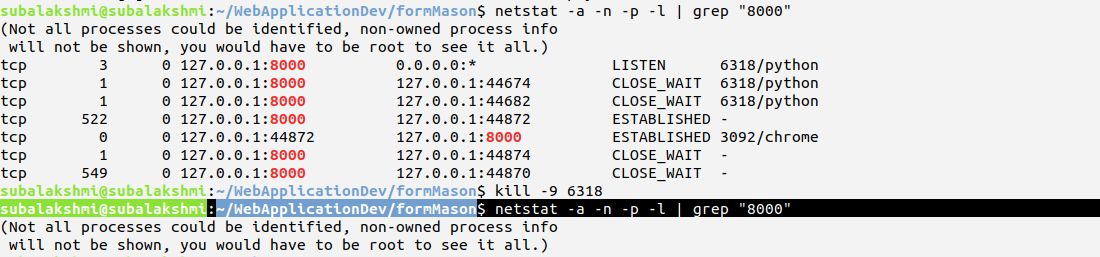 subalakshmi@subalakshmi:~/WebApplicationDev/formMason$ netstat -a -n -p -l | grep "8000"
(Not all processes could be identified, non-owned process info
 will not be shown, you would have to be root to see it all.)
tcp        3      0 127.0.0.1:8000          0.0.0.0:*               LISTEN      6318/python
tcp        1      0 127.0.0.1:8000          127.0.0.1:44674         CLOSE_WAIT  6318/python
tcp        1      0 127.0.0.1:8000          127.0.0.1:44682         CLOSE_WAIT  6318/python
tcp      522      0 127.0.0.1:8000          127.0.0.1:44872         ESTABLISHED -
tcp        0      0 127.0.0.1:44872         127.0.0.1:8000          ESTABLISHED 3092/chrome
tcp        1      0 127.0.0.1:8000          127.0.0.1:44874         CLOSE_WAIT  -
tcp      549      0 127.0.0.1:8000          127.0.0.1:44870         CLOSE_WAIT  -
subalakshmi@subalakshmi:~/WebApplicationDev/formMason$ kill -9 6318
subalakshmi@subalakshmi:~/WebApplicationDev/formMason$ netstat -a -n -p -l | grep "8000"
(Not all processes could be identified, non-owned process info
 will not be shown, you would have to be root to see it all.)